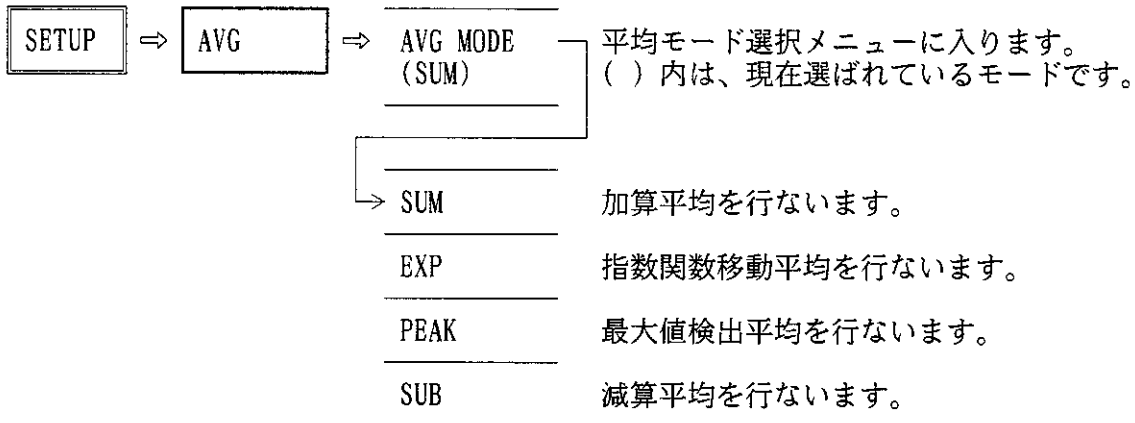 SETUP ⇨ AVG ⇨ AVG MODE 平均モード選択メニューに入ります。
(SUM) ( )内は、現在選ばれているモードです。
SUM 加算平均を行ないます。
EXP 指数関数移動平均を行ないます。
PEAK 最大値検出平均を行ないます。
SUB 減算平均を行ないます。